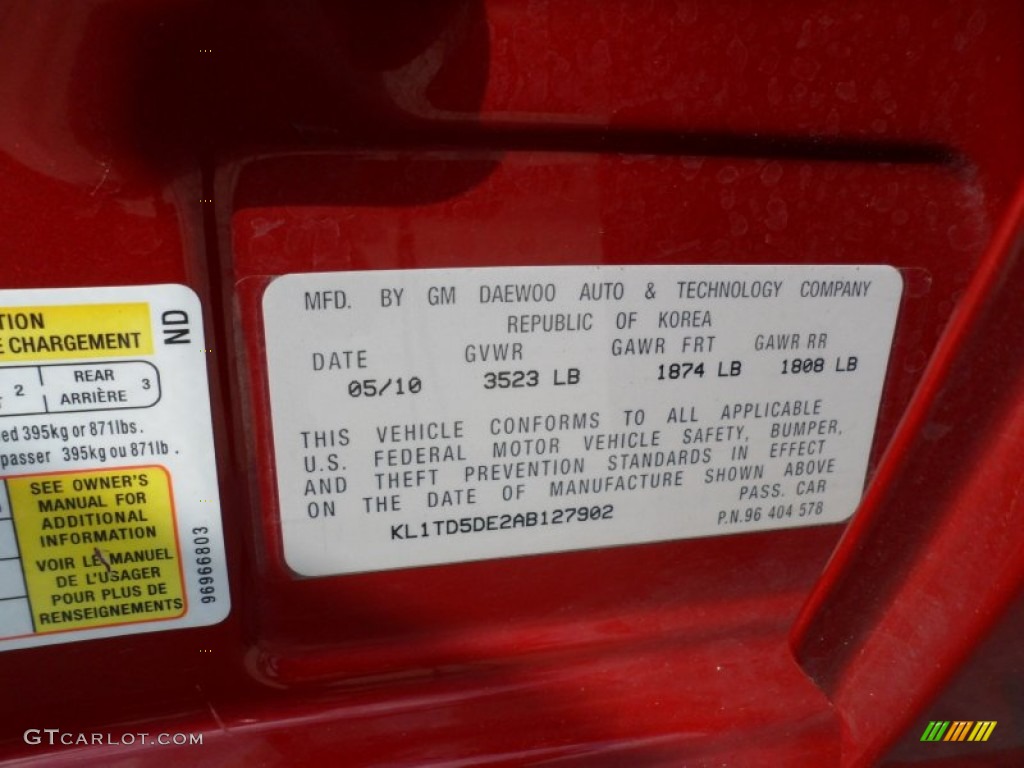 TION
E CHARGEMENT
ND
2 REAR ARRIÈRE 3
ed 395kg or 871lbs.
passer 395kg ou 871lb.
SEE OWNER'S
MANUAL FOR
ADDITIONAL
INFORMATION
VOIR LE MANUEL
DE L'USAGER
POUR PLUS DE
RENSEIGNEMENTS
96966803
MFD. BY GM DAEWOO AUTO & TECHNOLOGY COMPANY
REPUBLIC OF KOREA
DATE GVWR GAWR FRT GAWR RR
05/10 3523 LB 1874 LB 1808 LB
THIS VEHICLE CONFORMS TO ALL APPLICABLE
U.S. FEDERAL MOTOR VEHICLE SAFETY, BUMPER,
AND THEFT PREVENTION STANDARDS IN EFFECT
ON THE DATE OF MANUFACTURE SHOWN ABOVE
KL1TD5DE2AB127902 PASS. CAR
P.N.96 404 578
GTCARLOT.COM